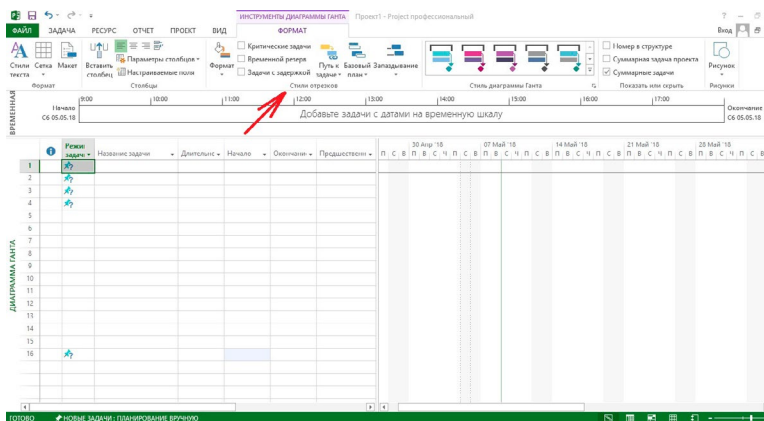 ИНСТРУМЕНТЫ ДИАГРАММЫ ГАНТА Проект1 - Project профессиональный
ФАЙЛ ЗАДАЧА РЕСУРС ОТЧЕТ ПРОЕКТ ВИД ФОРМАТ Вход
Стили текста
Сетка
Макет
Формат
Вставить столбец
Параметры столбцов
Настраиваемые поля
Столбцы
Формат
Критические задачи
Временной резерв
Задачи с задержкой
Путь к задаче
Базовый план
Запаздывание
Стили отрезков
Стиль диаграммы Ганта
Номер в структуре
Суммарная задача проекта
Суммарные задачи
Показать или скрыть
Рисунок
Рисунки
ВРЕМЕННАЯ
9:00 10:00 11:00 12:00 13:00 14:00 15:00 16:00 17:00
Начало
Сб 05.05.18
Добавьте задачи с датами на временную шкалу
Окончание
Сб 05.05.18
Режи задач Название задачи Длительнс Начало Окончани Предшественн
30 Апр '18 07 Май '18 14 Май '18 21 Май '18 28 Май '18
П С В П В С Ч П С В П В С Ч П С В П В С Ч П С В П В С Ч П С В П В С Ч П С В
1
2
3
4
5
6
7
8
9
10
11
12
13
14
15
16
ДИАГРАММА ГАНТА
ГОТОВО НОВЫЕ ЗАДАЧИ : ПЛАНИРОВАНИЕ ВРУЧНУЮ